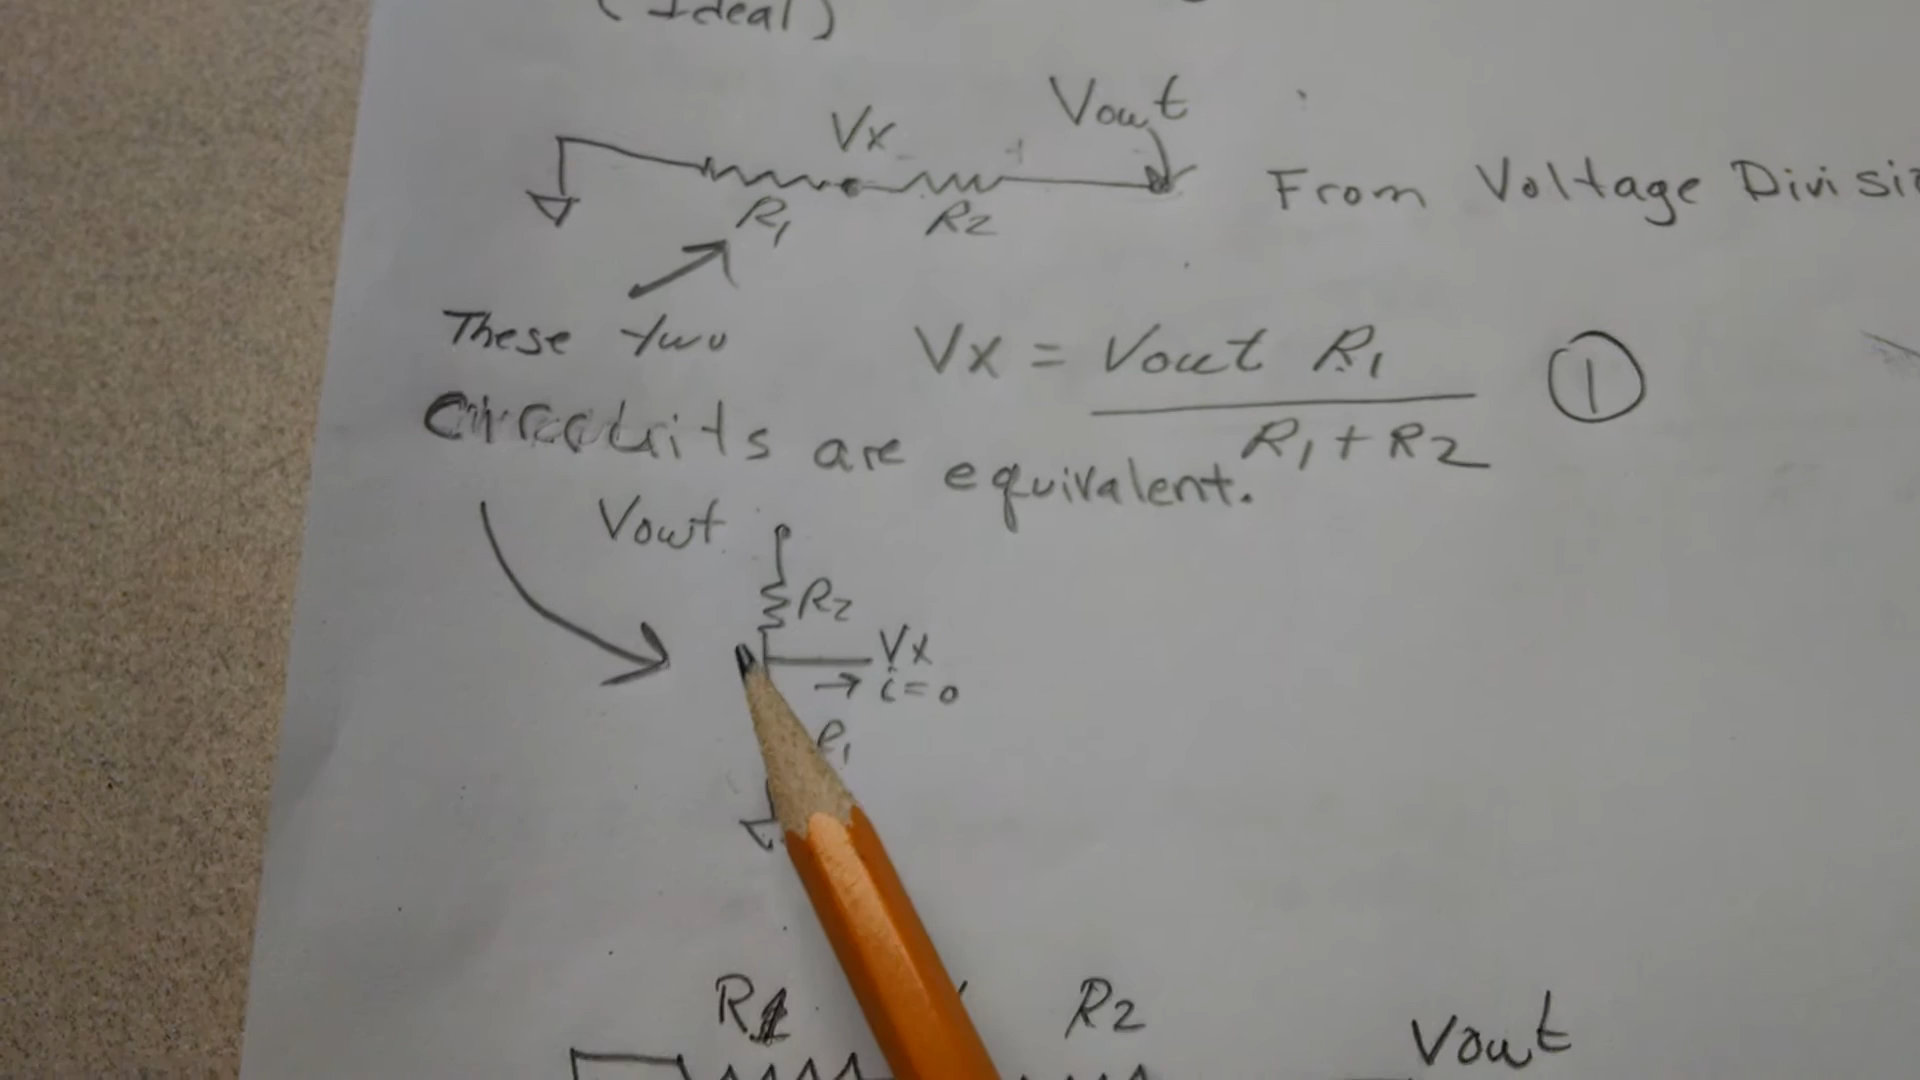 (Ideal)
Vx - + Vout
R1 R2
From Voltage
These two
Vx = Vout R1
R1 + R2
1
circuits are equivalent.
Vout
R2
Vx
i = 0
R1
R1 R2
Vout